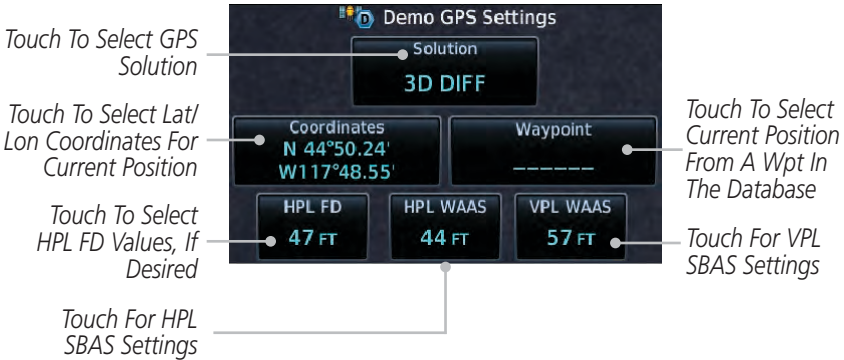 D Demo GPS Settings
Touch To Select GPS
Solution
Solution
3D DIFF
Touch To Select Lat/
Lon Coordinates For
Current Position
Coordinates
N 44°50.24'
W117°48.55'
Waypoint
______
Touch To Select
Current Position
From A Wpt In
The Database
Touch To Select
HPL FD Values, If
Desired
HPL FD
47 FT
HPL WAAS
44 FT
VPL WAAS
57 FT
Touch For VPL
SBAS Settings
Touch For HPL
SBAS Settings